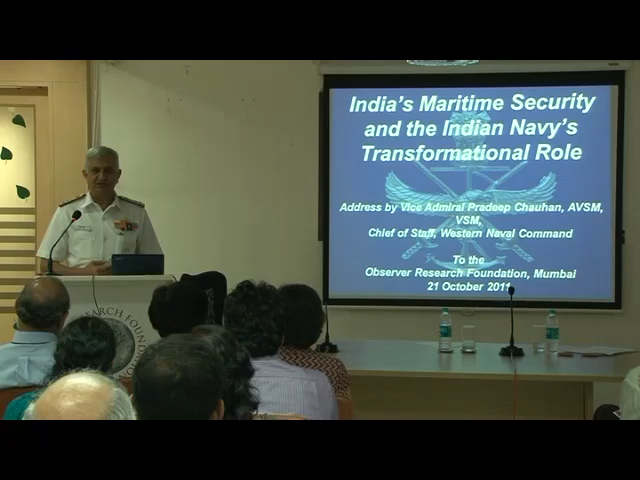 India's Maritime Security
and the Indian Navy's
Transformational Role
Address by Vice Admiral Pradeep Chauhan, AVSM,
VSM,
Chief of Staff, Western Naval Command
To the
Observer Research Foundation, Mumbai
21 October 2011